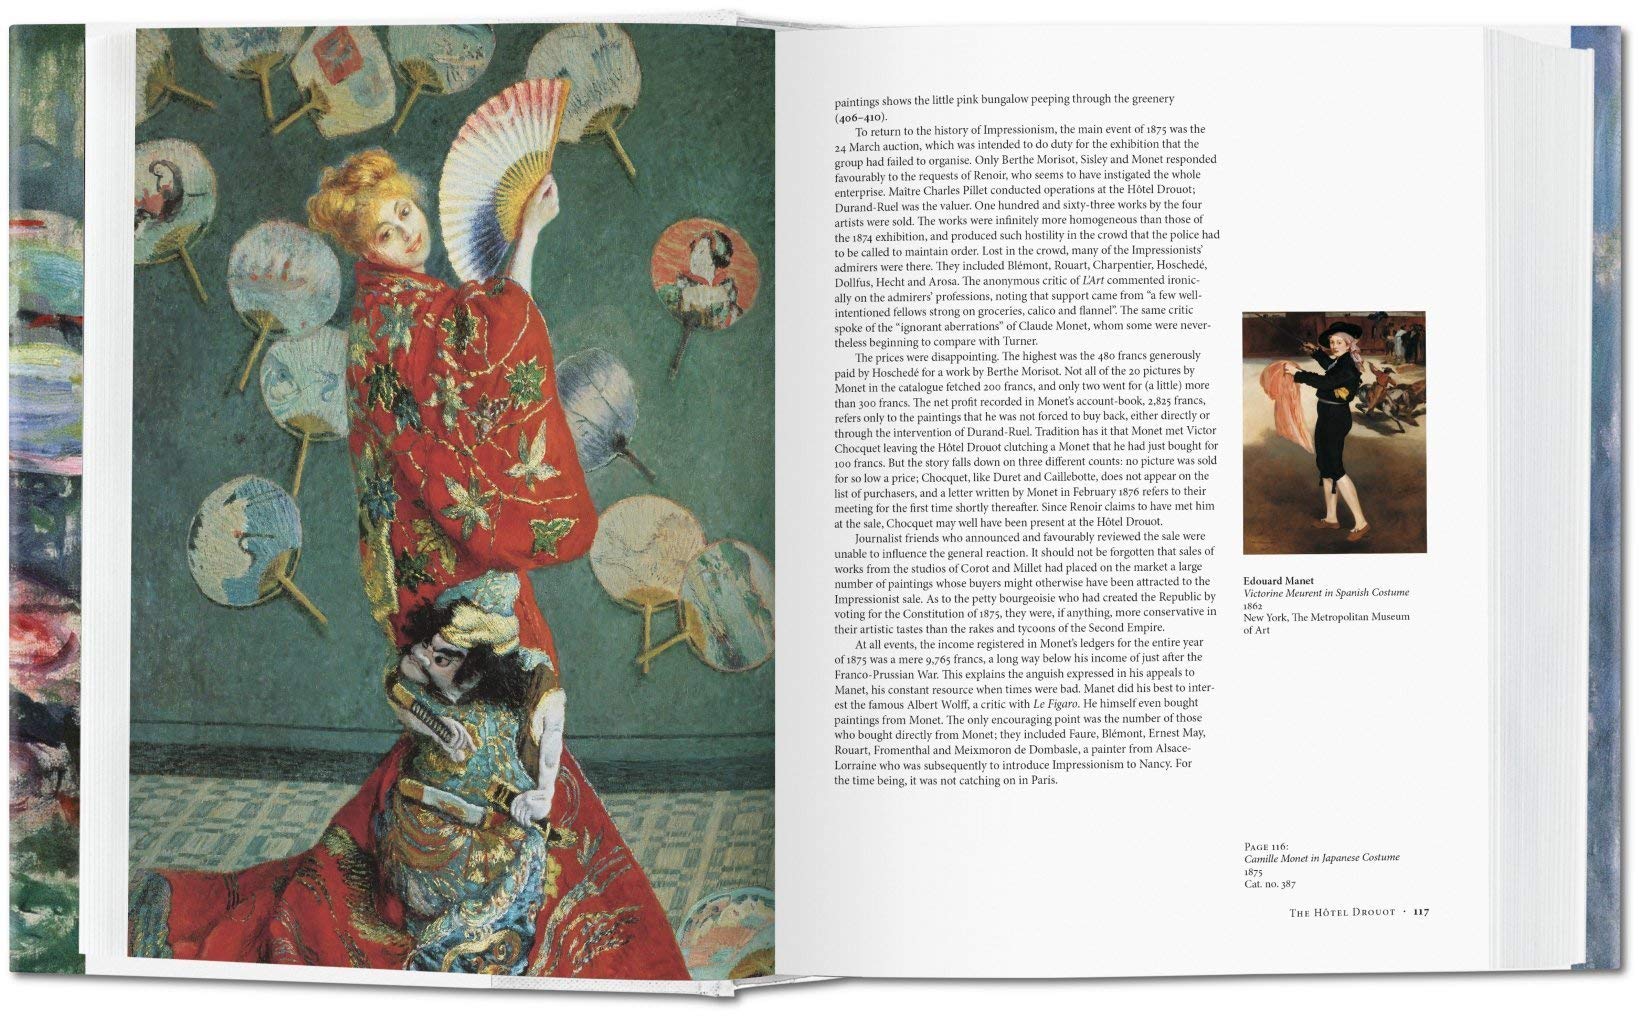 paintings shows the little pink bungalow peeping through the greenery
(406–410).
To return to the history of Impressionism, the main event of 1875 was the
24 March auction, which was intended to do duty for the exhibition that the
group had failed to organise. Only Berthe Morisot, Sisley and Monet responded
favourably to the requests of Renoir, who seems to have instigated the whole
enterprise. Maître Charles Pillet conducted operations at the Hôtel Drouot;
Durand-Ruel was the valuer. One hundred and sixty-three works by the four
artists were sold. The works were infinitely more homogeneous than those of
the 1874 exhibition, and produced such hostility in the crowd that the police had
to be called to maintain order. Lost in the crowd, many of the Impressionists'
admirers were there. They included Blémont, Rouart, Charpentier, Hoschedé,
Dollfus, Hecht and Arosa. The anonymous critic of L'Art commented ironic-
ally on the admirers' professions, noting that support came from "a few well-
intentioned fellows strong on groceries, calico and flannel". The same critic
spoke of the "ignorant aberrations" of Claude Monet, whom some were never-
theless beginning to compare with Turner.
The prices were disappointing. The highest was the 480 francs generously
paid by Hoschedé for a work by Berthe Morisot. Not all of the 20 pictures by
Monet in the catalogue fetched 200 francs, and only two went for (a little) more
than 300 francs. The net profit recorded in Monet's account-book, 2,825 francs,
refers only to the paintings that he was not forced to buy back, either directly or
through the intervention of Durand-Ruel. Tradition has it that Monet met Victor
Chocquet leaving the Hôtel Drouot clutching a Monet that he had just bought for
100 francs. But the story falls down on three different counts: no picture was sold
for so low a price; Chocquet, like Duret and Caillebotte, does not appear on the
list of purchasers, and a letter written by Monet in February 1876 refers to their
meeting for the first time shortly thereafter. Since Renoir claims to have met him
at the sale, Chocquet may well have been present at the Hôtel Drouot.
Journalist friends who announced and favourably reviewed the sale were
unable to influence the general reaction. It should not be forgotten that sales of
works from the studios of Corot and Millet had placed on the market a large
number of paintings whose buyers might otherwise have been attracted to the
Impressionist sale. As to the petty bourgeoisie who had created the Republic by
voting for the Constitution of 1875, they were, if anything, more conservative in
their artistic tastes than the rakes and tycoons of the Second Empire.
At all events, the income registered in Monet's ledgers for the entire year
of 1875 was a mere 9,765 francs, a long way below his income of just after the
Franco-Prussian War. This explains the anguish expressed in his appeals to
Manet, his constant resource when times were bad. Manet did his best to inter-
est the famous Albert Wolff, a critic with Le Figaro. He himself even bought
paintings from Monet. The only encouraging point was the number of those
who bought directly from Monet; they included Faure, Blémont, Ernest May,
Rouart, Fromenthal and Meixmoron de Dombasle, a painter from Alsace-
Lorraine who was subsequently to introduce Impressionism to Nancy. For
the time being, it was not catching on in Paris.
Edouard Manet
Victorine Meurent in Spanish Costume
1862
New York, The Metropolitan Museum
of Art
PAGE 116:
Camille Monet in Japanese Costume
1875
Cat. no. 387
THE HÔTEL DROUOT · 117